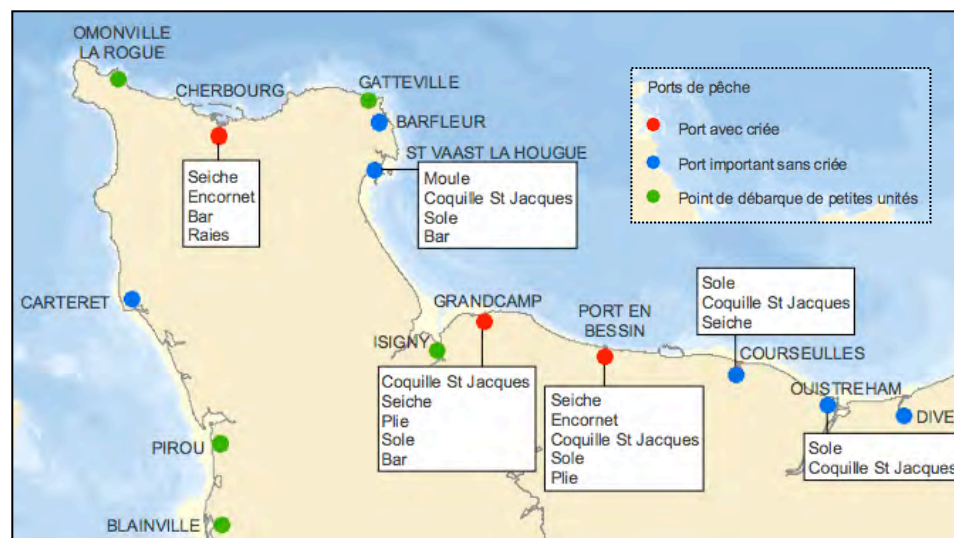 OMONVILLE
LA ROGUE
CHERBOURG
GATTEVILLE
BARFLEUR
ST VAAST LA HOUGUE
Ports de pêche
Port avec criée
Port important sans criée
Point de débarque de petites unités
Seiche
Encornet
Bar
Raies
Moule
Coquille St Jacques
Sole
Bar
CARTERET
GRANDCAMP
ISIGNY
PORT EN
BESSIN
Sole
Coquille St Jacques
Seiche
COURSEULLES
OUISTREHAM
DIVE
Coquille St Jacques
Seiche
Plie
Sole
Bar
Seiche
Encornet
Coquille St Jacques
Sole
Plie
Sole
Coquille St Jacques
PIROU
BLAINVILLE